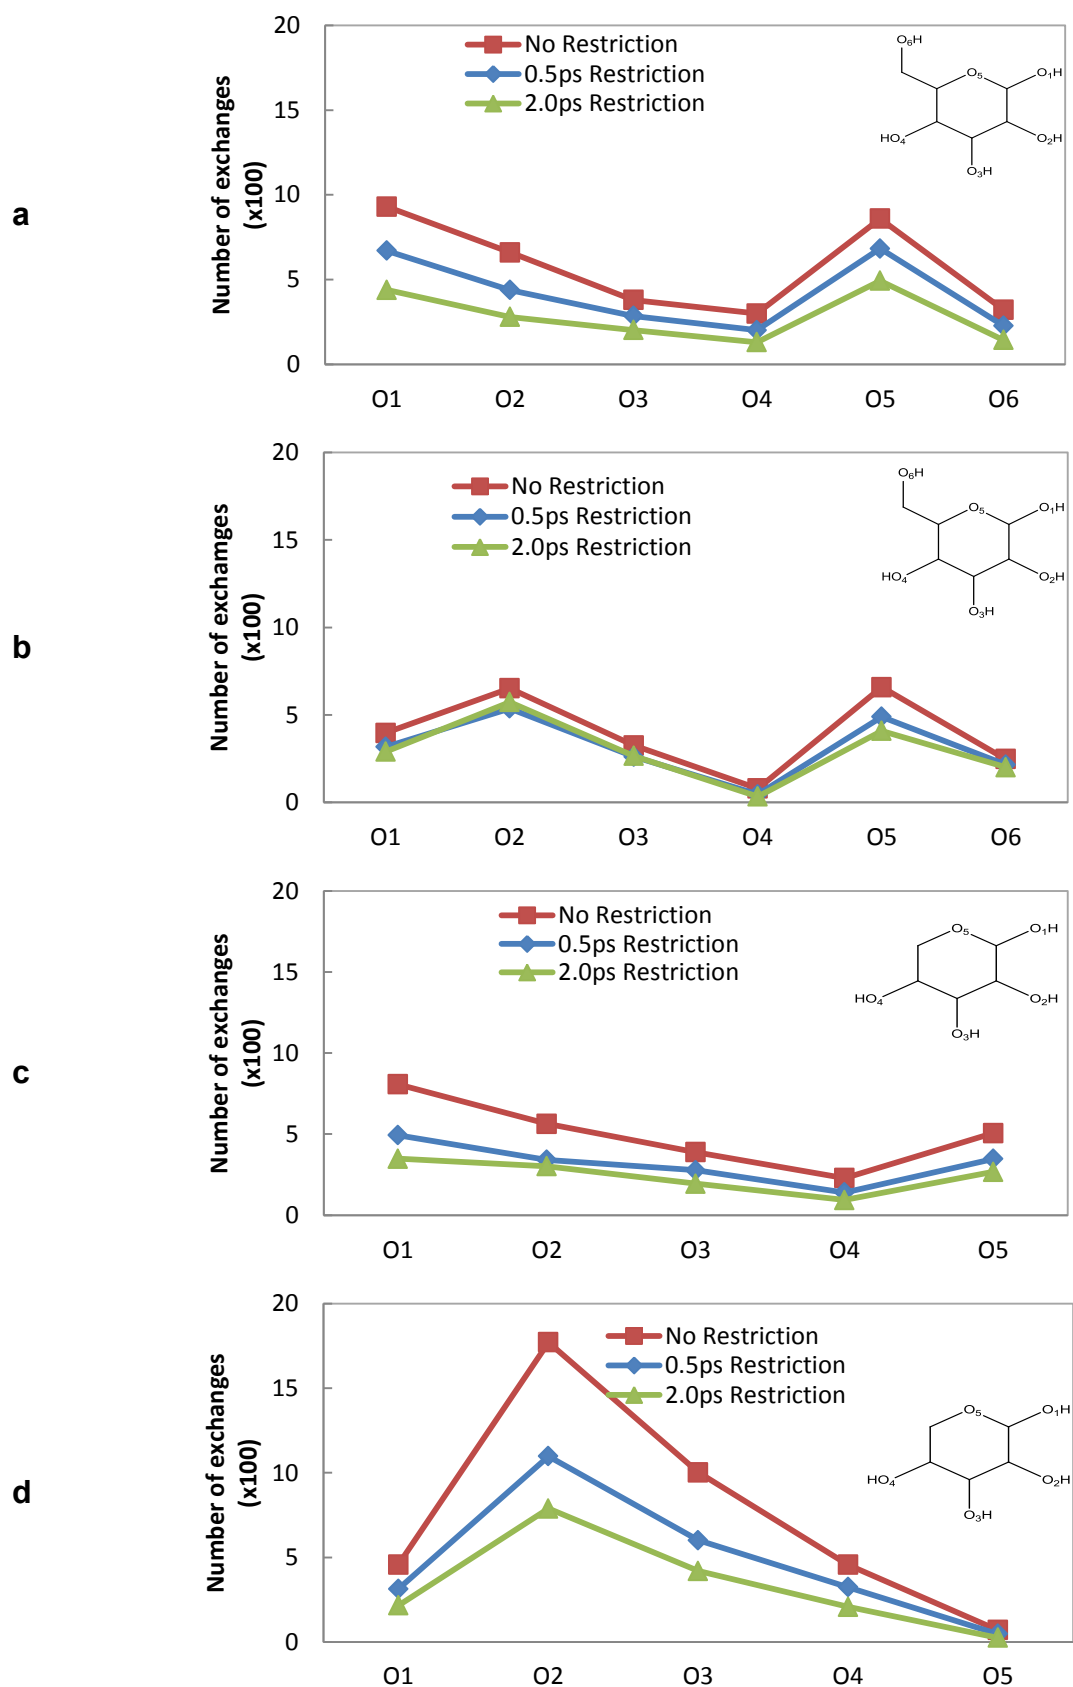 a
Number of exchanges
(x100)
20
15
10
5
0
No Restriction
0.5ps Restriction
2.0ps Restriction
O6H
O5
O1H
HO4
O2H
O3H
O1 O2 O3 O4 O5 O6
b
Number of exchamges
(x100)
20
15
10
5
0
No Restriction
0.5ps Restriction
2.0ps Restriction
O6H
O5
O1H
HO4
O2H
O3H
O1 O2 O3 O4 O5 O6
c
Number of exchanges
(x100)
20
15
10
5
0
No Restriction
0.5ps Restriction
2.0ps Restriction
O5
O1H
HO4
O2H
O3H
O1 O2 O3 O4 O5
d
Number of exchanges
(x100)
20
15
10
5
0
No Restriction
0.5ps Restriction
2.0ps Restriction
O5
O1H
HO4
O2H
O3H
O1 O2 O3 O4 O5